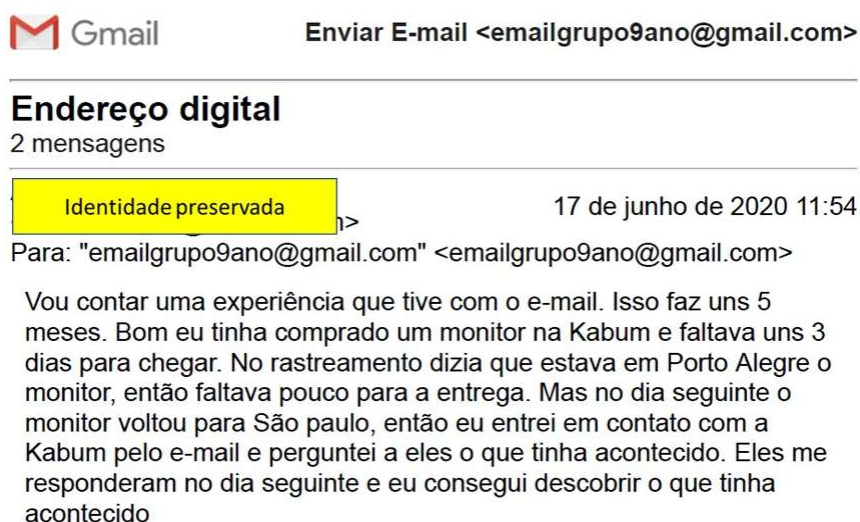 Gmail
Enviar E-mail <emailgrupo9ano@gmail.com>
Endereço digital
2 mensagens
Identidade preservada
17 de junho de 2020 11:54
Para: "emailgrupo9ano@gmail.com" <emailgrupo9ano@gmail.com>
Vou contar uma experiência que tive com o e-mail. Isso faz uns 5
meses. Bom eu tinha comprado um monitor na Kabum e faltava uns 3
dias para chegar. No rastreamento dizia que estava em Porto Alegre o
monitor, então faltava pouco para a entrega. Mas no dia seguinte o
monitor voltou para São paulo, então eu entrei em contato com a
Kabum pelo e-mail e perguntei a eles o que tinha acontecido. Eles me
responderam no dia seguinte e eu consegui descobrir o que tinha
acontecido